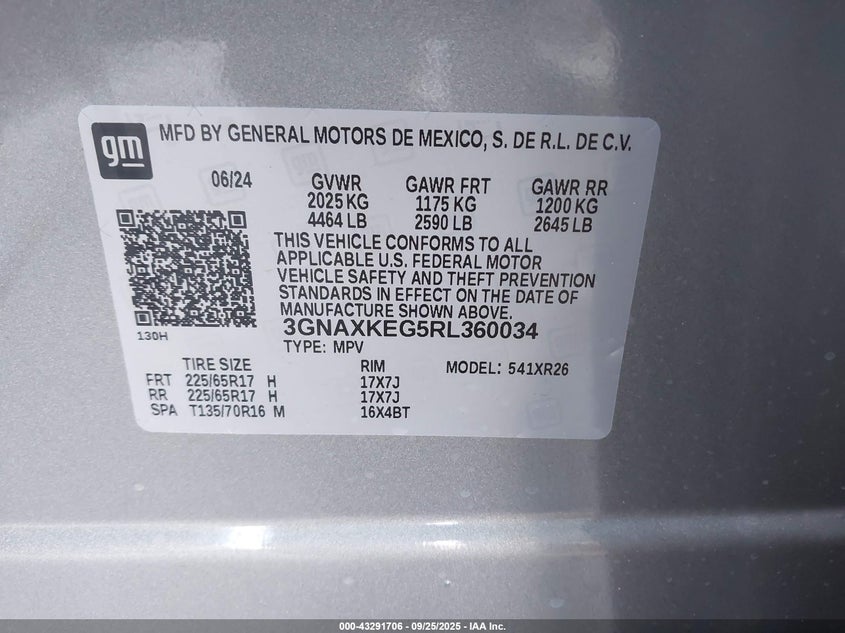 gm
MFD BY GENERAL MOTORS DE MEXICO, S. DE R.L. DE C.V.
06/24 GVWR GAWR FRT GAWR RR
2025 KG 1175 KG 1200 KG
4464 LB 2590 LB 2645 LB
THIS VEHICLE CONFORMS TO ALL
APPLICABLE U.S. FEDERAL MOTOR
VEHICLE SAFETY AND THEFT PREVENTION
STANDARDS IN EFFECT ON THE DATE OF
MANUFACTURE SHOWN ABOVE.
130H
3GNAXKEG5RL360034
TYPE: MPV
TIRE SIZE RIM MODEL: 541XR26
FRT 225/65R17 H 17X7J
RR 225/65R17 H 17X7J
SPA T135/70R16 M 16X4BT
000-43291706 - 09/25/2025 - IAA Inc.